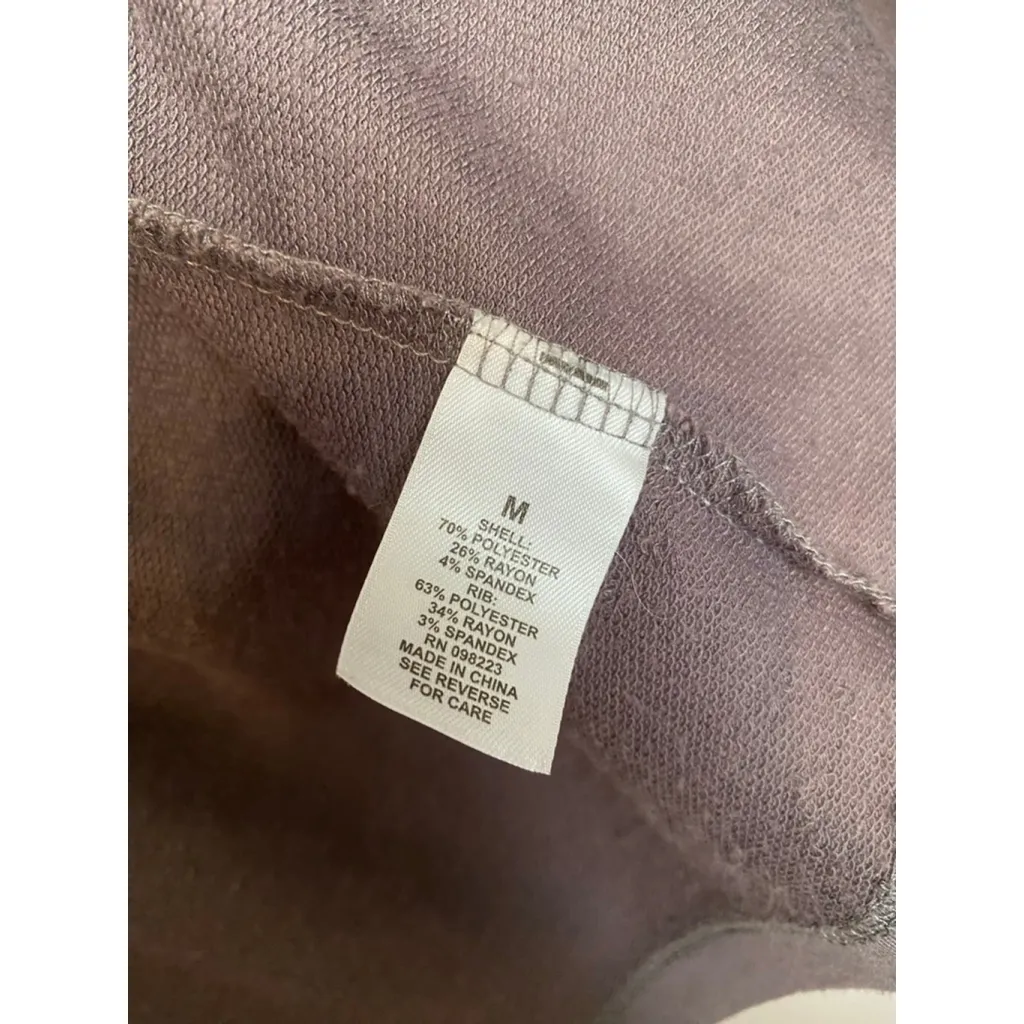 M
SHELL:
70% POLYESTER
26% RAYON
4% SPANDEX
RIB:
63% POLYESTER
34% RAYON
3% SPANDEX
RN 098223
MADE IN CHINA
SEE REVERSE
FOR CARE